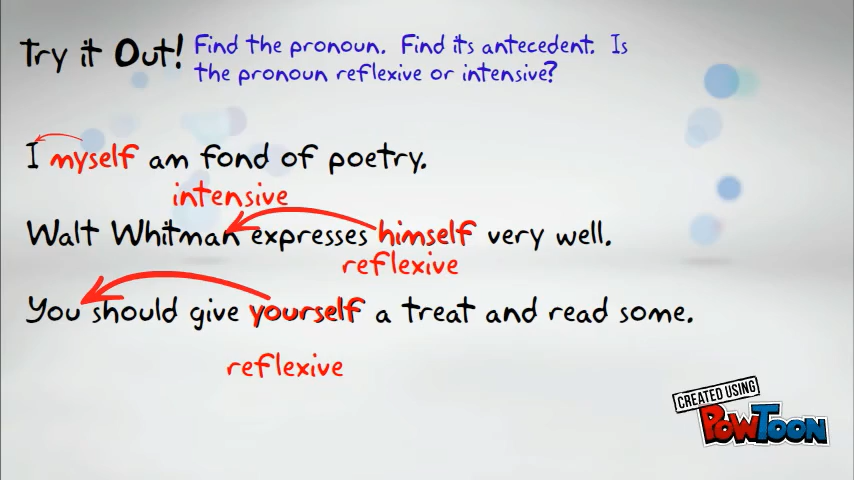 Try it Out!
Find the pronoun. Find its antecedent. Is
the pronoun reflexive or intensive?
I myself am fond of poetry.
intensive
Walt Whitman expresses himself very well.
reflexive
You should give yourself a treat and read some.
reflexive
CREATED USING
POWTOON